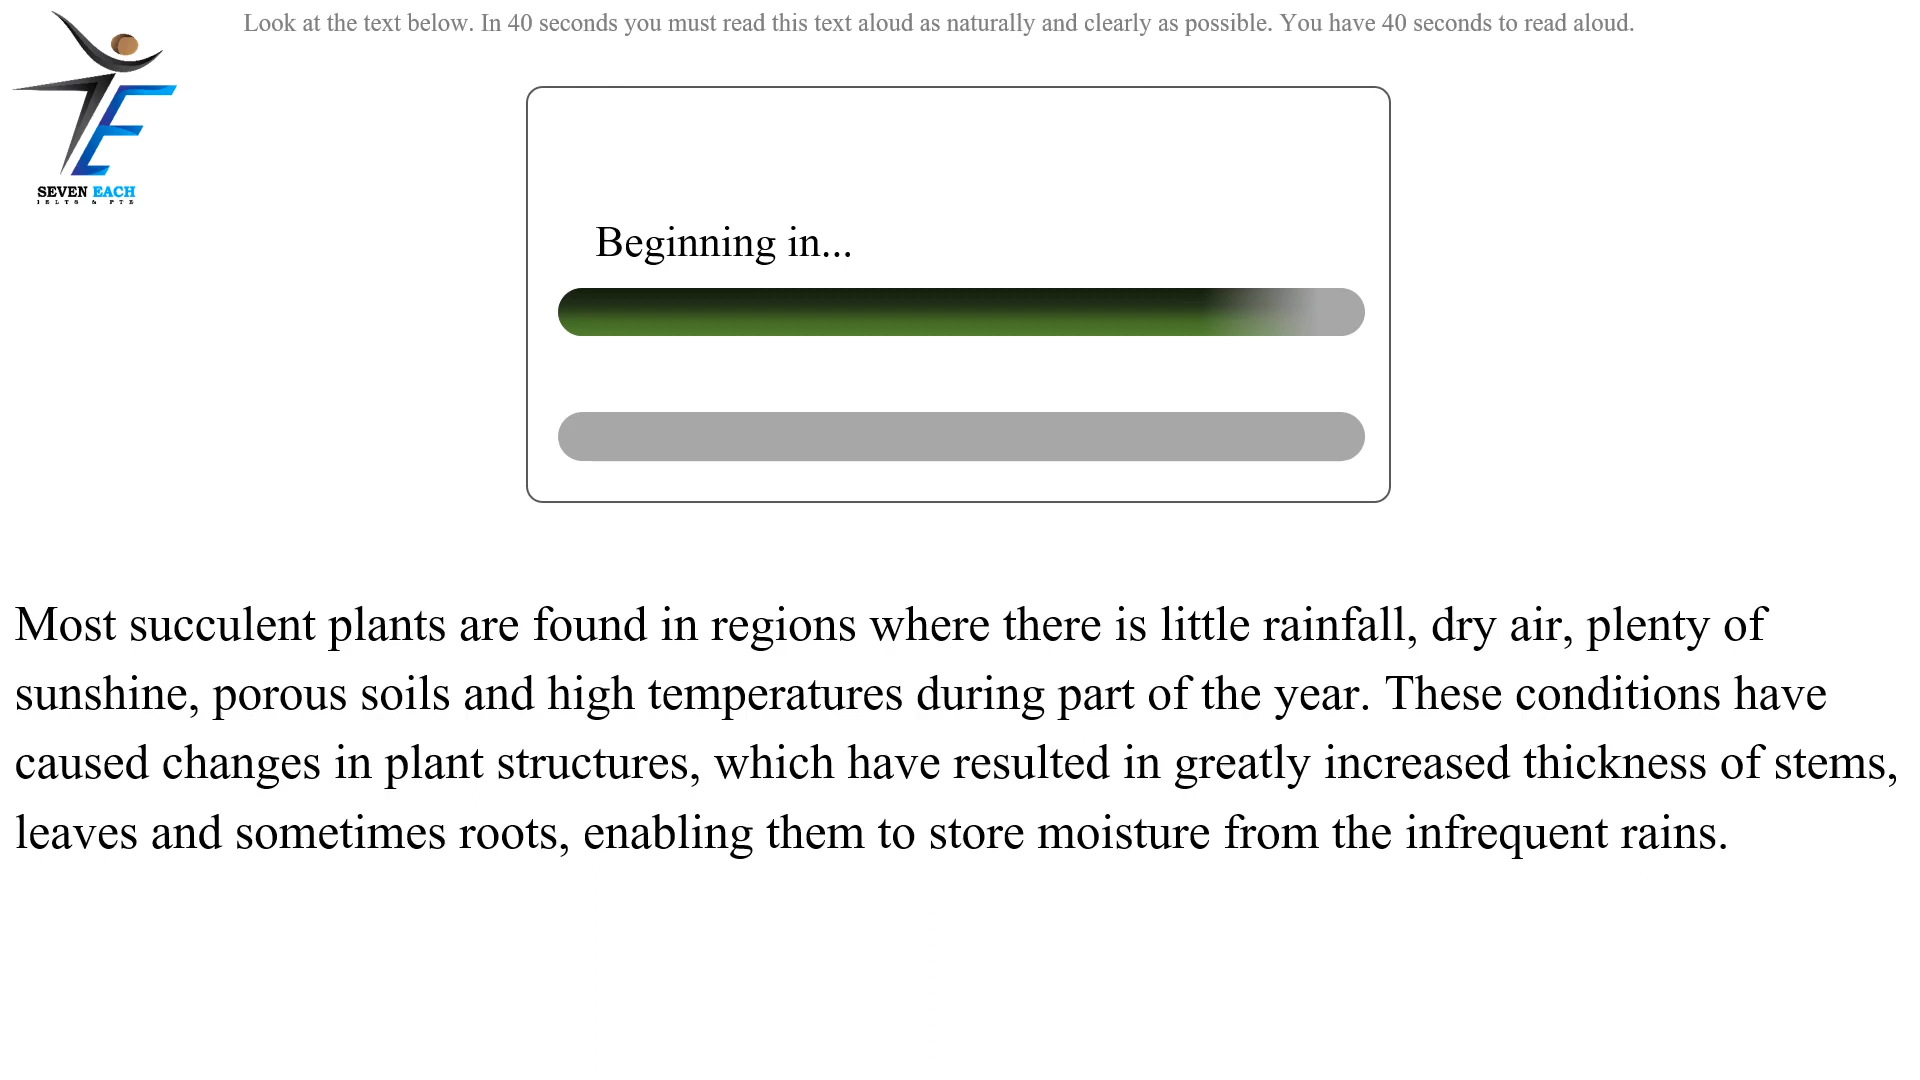 Look at the text below. In 40 seconds you must read this text aloud as naturally and clearly as possible. You have 40 seconds to read aloud.
SEVEN EACH
IELTS & PTE
Beginning in...
Most succulent plants are found in regions where there is little rainfall, dry air, plenty of
sunshine, porous soils and high temperatures during part of the year. These conditions have
caused changes in plant structures, which have resulted in greatly increased thickness of stems,
leaves and sometimes roots, enabling them to store moisture from the infrequent rains.